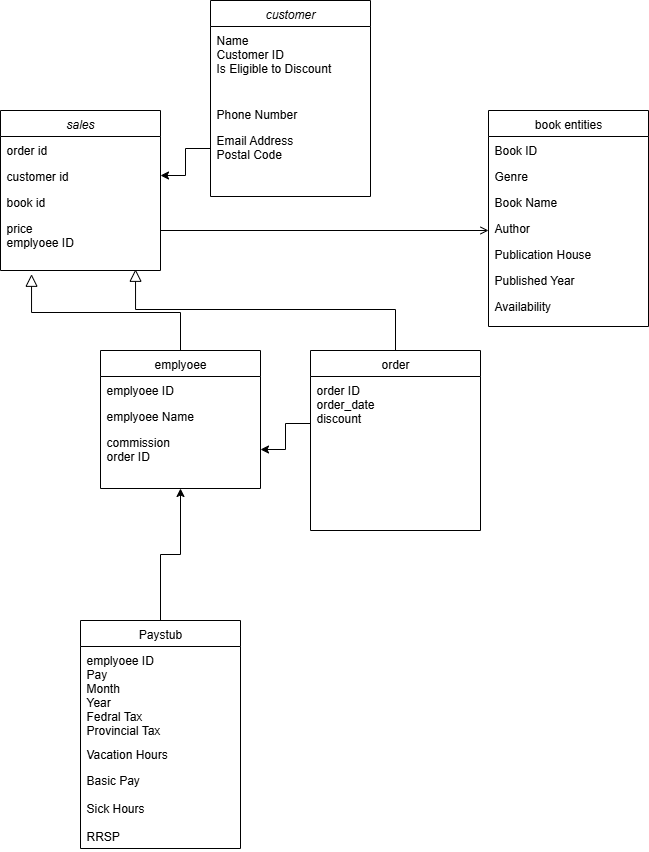 customer
Name
Customer ID
Is Eligible to Discount
Phone Number
Email Address
Postal Code
sales
order id
customer id
book id
price
emplyoee ID
book entities
Book ID
Genre
Book Name
Author
Publication House
Published Year
Availability
emplyoee
emplyoee ID
emplyoee Name
commission
order ID
order
order ID
order_date
discount
Paystub
emplyoee ID
Pay
Month
Year
Fedral Tax
Provincial Tax
Vacation Hours
Basic Pay
Sick Hours
RRSP